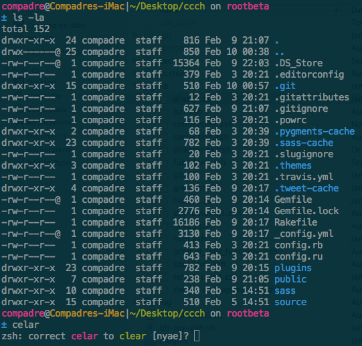 compadre@Compadres-iMac|~/Desktop/ccch on rootbeta
± ls -la
total 152
drwxr-xr-x 24 compadre staff 816 Feb 9 21:07 .
drwx------@ 25 compadre staff 850 Feb 10 00:38 ..
-rw-r--r--@ 1 compadre staff 15364 Feb 9 22:03 .DS_Store
-rw-r--r-- 1 compadre staff 379 Feb 3 20:21 .editorconfig
drwxr-xr-x 15 compadre staff 510 Feb 10 00:57 .git
-rw-r--r-- 1 compadre staff 12 Feb 3 20:21 .gitattributes
-rw-r--r-- 1 compadre staff 627 Feb 9 21:07 .gitignore
-rw-r--r-- 1 compadre staff 116 Feb 3 20:21 .powrc
drwxr-xr-x 2 compadre staff 68 Feb 3 20:39 .pygments-cache
drwxr-xr-x 23 compadre staff 782 Feb 3 20:39 .sass-cache
-rw-r--r-- 1 compadre staff 20 Feb 3 20:21 .slugignore
drwxr-xr-x 3 compadre staff 102 Feb 3 20:21 .themes
-rw-r--r-- 1 compadre staff 100 Feb 3 20:21 .travis.yml
drwxr-xr-x 4 compadre staff 136 Feb 9 20:17 .tweet-cache
-rw-r--r--@ 1 compadre staff 460 Feb 9 20:14 Gemfile
-rw-r--r-- 1 compadre staff 2776 Feb 9 20:14 Gemfile.lock
-rw-r--r-- 1 compadre staff 16186 Feb 9 20:17 Rakefile
-rw-r--r--@ 1 compadre staff 3130 Feb 9 20:17 _config.yml
-rw-r--r-- 1 compadre staff 413 Feb 3 20:21 config.rb
-rw-r--r-- 1 compadre staff 643 Feb 3 20:21 config.ru
drwxr-xr-x 23 compadre staff 782 Feb 9 20:15 plugins
drwxr-xr-x 7 compadre staff 238 Feb 9 21:05 public
drwxr-xr-x 10 compadre staff 340 Feb 5 14:51 sass
drwxr-xr-x 15 compadre staff 510 Feb 5 14:51 source
compadre@Compadres-iMac|~/Desktop/ccch on rootbeta
± celar
zsh: correct celar to clear [nyae]?